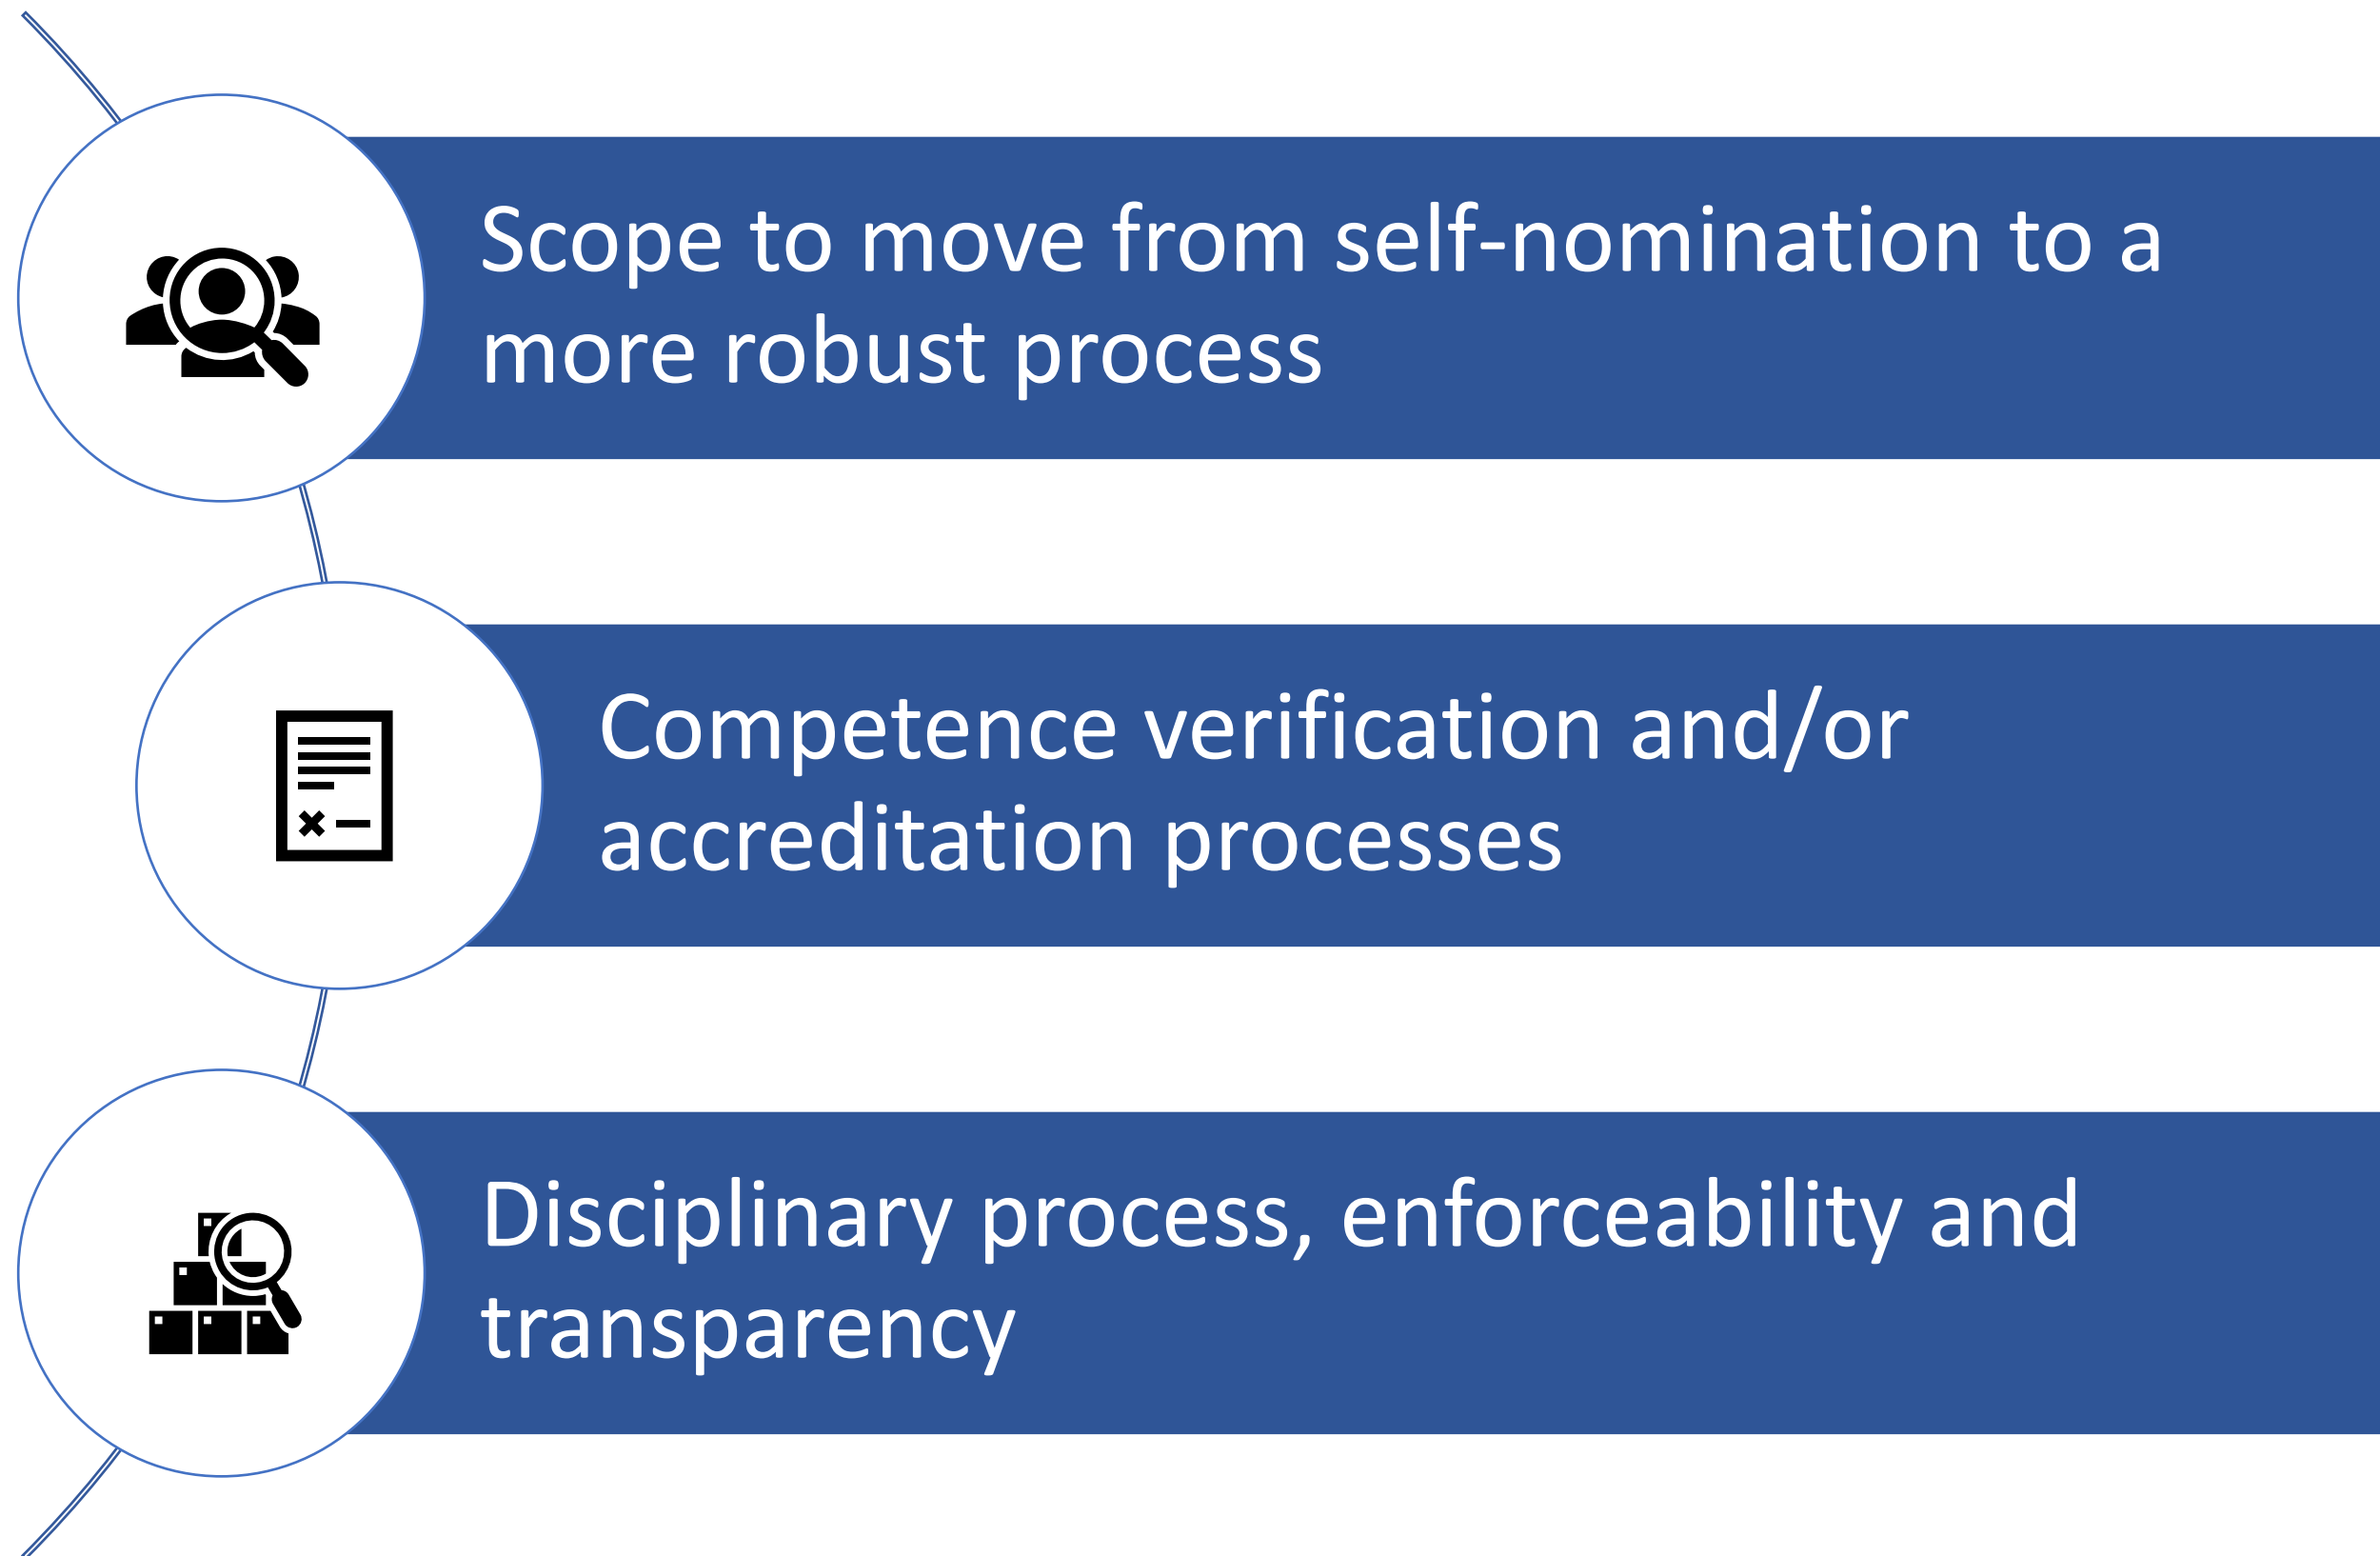 Scope to move from self-nomination to a
more robust process
Competence verification and/or
accreditation processes
Disciplinary process, enforceability and
transparency